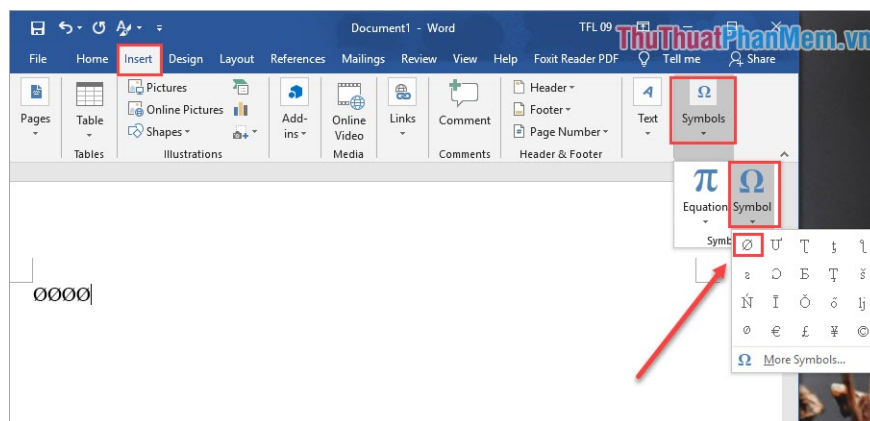 Document1 - Word
TFL 09
ThuThuatPhanMem.vn
File Home Insert Design Layout References Mailings Review View Help Foxit Reader PDF Tell me Share
Pages
Table
Tables
Pictures
Online Pictures
Shapes
Illustrations
Add-
ins
Online
Video
Media
Links
Comment
Comments
Header
Footer
Page Number
Header & Footer
Text
Symbols
π Ω
Equation Symbol
Symb
Ø Ư Ʈ ƫ ƪ
ƨ Ɔ Ƃ Ţ š
Ń Ī Ǒ ő lj
ø € £ ¥ ©
Ω More Symbols...
ØØØØ